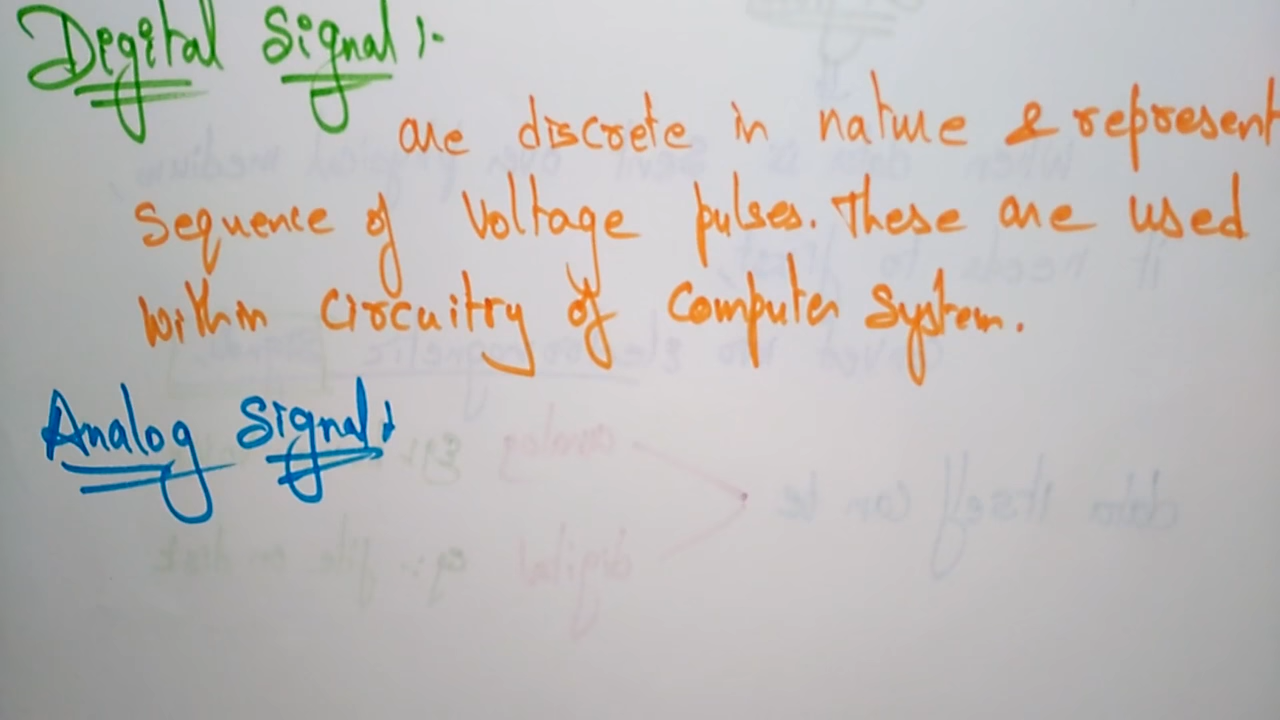 Degital Signal :-
are discrete in nature & represent
sequence of voltage pulses. These are used
within circuitry of computer system.
Analog Signal: